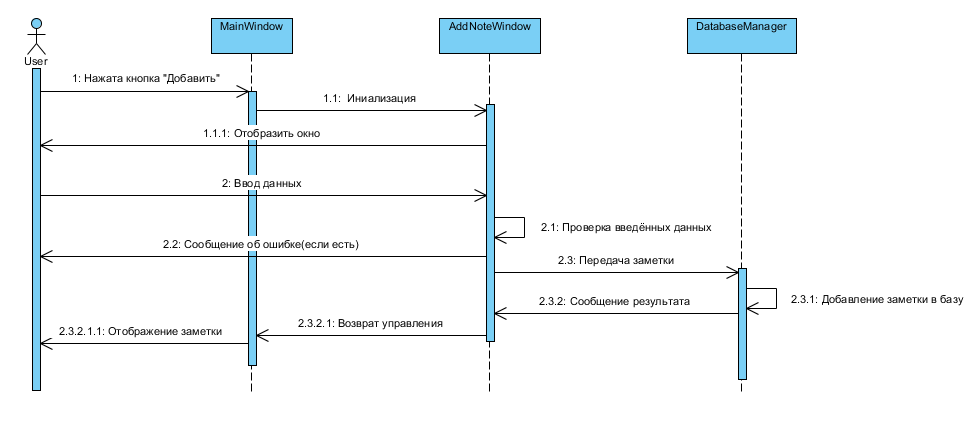 MainWindow
AddNoteWindow
DatabaseManager
User
1: Нажата кнопка "Добавить"
1.1: Иниализация
1.1.1: Отобразить окно
2: Ввод данных
2.1: Проверка введённых данных
2.2: Сообщение об ошибке(если есть)
2.3: Передача заметки
2.3.1: Добавление заметки в базу
2.3.2: Сообщение результата
2.3.2.1: Возврат управления
2.3.2.1.1: Отображение заметки